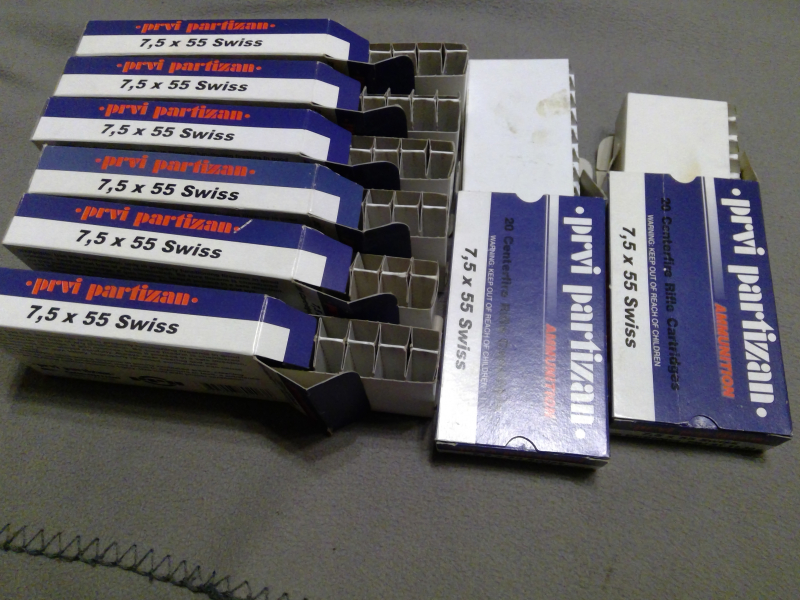 ·prvi partizan·
7,5 x 55 Swiss
·prvi partizan·
7,5 x 55 Swiss
·prvi partizan·
7,5 x 55 Swiss
·prvi partizan·
7,5 x 55 Swiss
·prvi partizan·
7,5 x 55 Swiss
·prvi partizan·
7,5 x 55 Swiss
·prvi partizan·
AMMUNITION
20 Centerfire Rifle
WARNING: KEEP OUT OF REACH OF CHILDREN
7,5 x 55 Swiss
·prvi partizan·
AMMUNITION
20 Centerfire Rifle Cartridges
WARNING: KEEP OUT OF REACH OF CHILDREN
7,5 x 55 Swiss